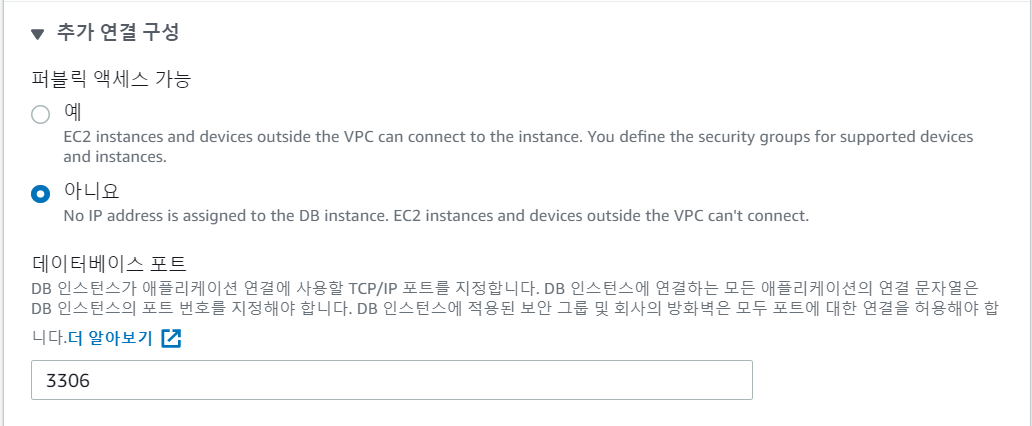 추가 연결 구성
퍼블릭 액세스 가능
예
EC2 instances and devices outside the VPC can connect to the instance. You define the security groups for supported devices
and instances.
아니요
No IP address is assigned to the DB instance. EC2 instances and devices outside the VPC can't connect.
데이터베이스 포트
DB 인스턴스가 애플리케이션 연결에 사용할 TCP/IP 포트를 지정합니다. DB 인스턴스에 연결하는 모든 애플리케이션의 연결 문자열은
DB 인스턴스의 포트 번호를 지정해야 합니다. DB 인스턴스에 적용된 보안 그룹 및 회사의 방화벽은 모두 포트에 대한 연결을 허용해야 합
니다.더 알아보기
3306